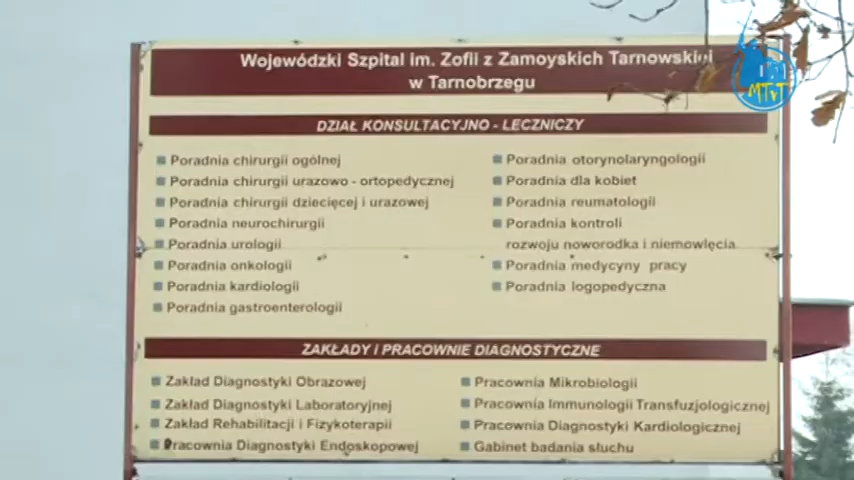 Wojewódzki Szpital im. Zofii z Zamoyskich Tarnowskiej
w Tarnobrzegu
MTvT
DZIAŁ KONSULTACYJNO - LECZNICZY
Poradnia chirurgii ogólnej
Poradnia chirurgii urazowo - ortopedycznej
Poradnia chirurgii dziecięcej i urazowej
Poradnia neurochirurgii
Poradnia urologii
Poradnia onkologii
Poradnia kardiologii
Poradnia gastroenterologii
Poradnia otorynolaryngologii
Poradnia dla kobiet
Poradnia reumatologii
Poradnia kontroli
rozwoju noworodka i niemowlęcia
Poradnia medycyny pracy
Poradnia logopedyczna
ZAKŁADY I PRACOWNIE DIAGNOSTYCZNE
Zakład Diagnostyki Obrazowej
Zakład Diagnostyki Laboratoryjnej
Zakład Rehabilitacji i Fizykoterapii
Pracownia Diagnostyki Endoskopowej
Pracownia Mikrobiologii
Pracownia Immunologii Transfuzjologicznej
Pracownia Diagnostyki Kardiologicznej
Gabinet badania słuchu